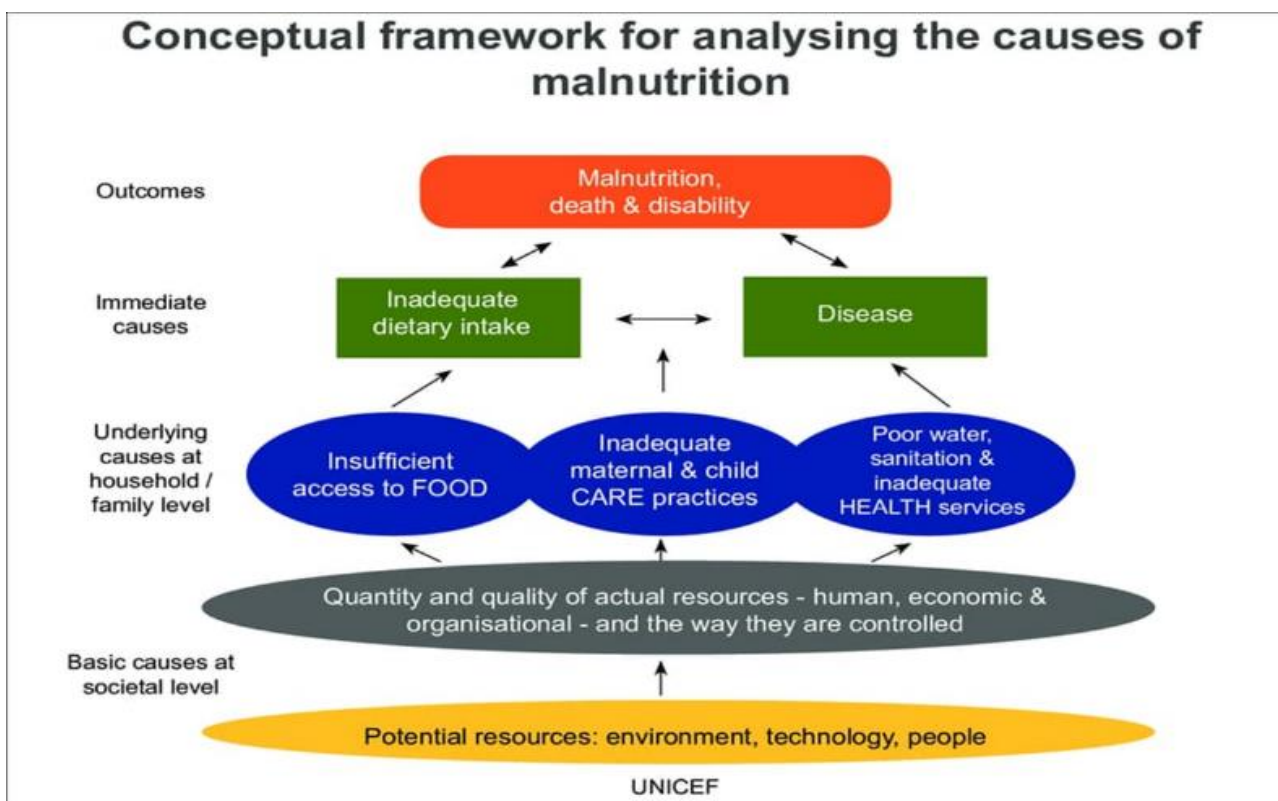 Conceptual framework for analysing the causes of
malnutrition
Outcomes
Malnutrition,
death & disability
Immediate
causes
Inadequate
dietary intake
Disease
Underlying
causes at
household /
family level
Insufficient
access to FOOD
Inadequate
maternal & child
CARE practices
Poor water,
sanitation &
inadequate
HEALTH services
Quantity and quality of actual resources - human, economic &
organisational - and the way they are controlled
Basic causes at
societal level
Potential resources: environment, technology, people
UNICEF